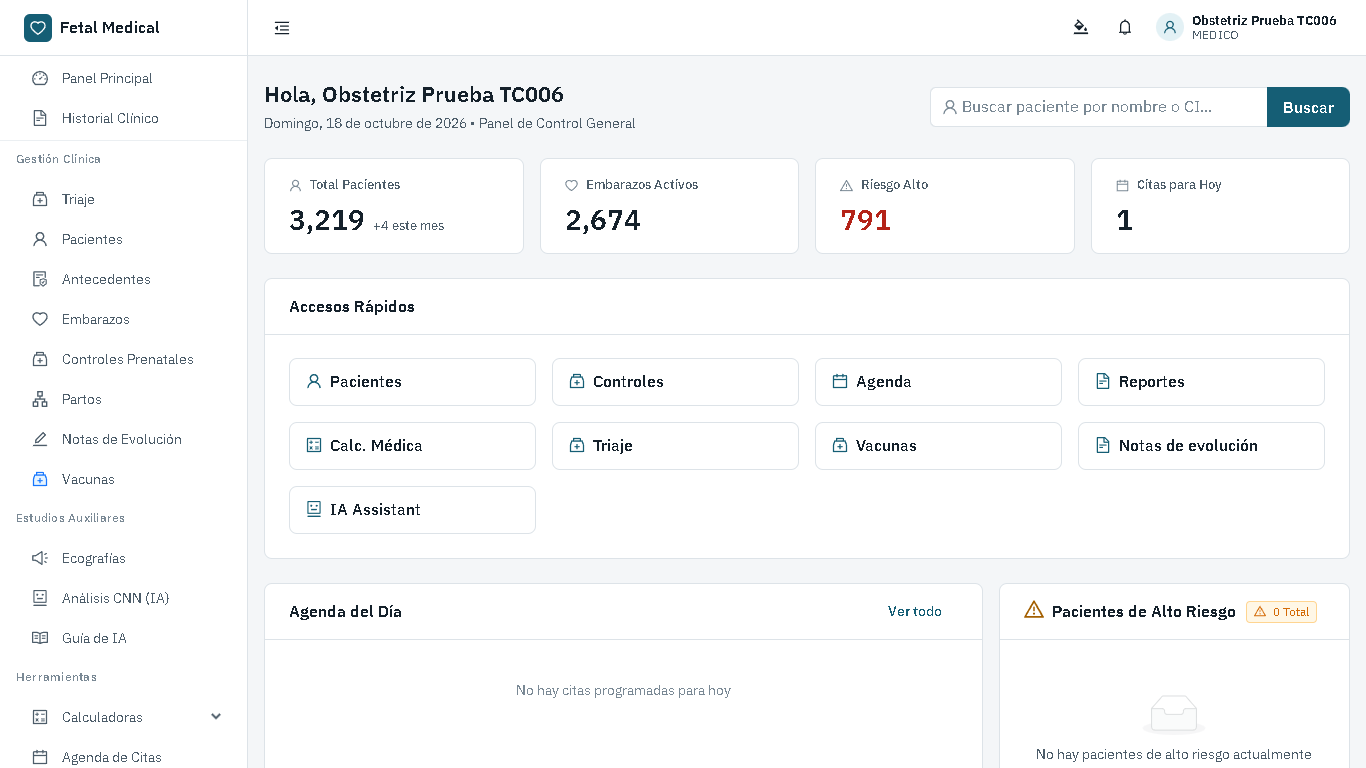 Fetal Medical
Obstetriz Prueba TC006
MEDICO
Panel Principal
Historial Clínico
Gestión Clínica
Triaje
Pacientes
Antecedentes
Embarazos
Controles Prenatales
Partos
Notas de Evolución
Vacunas
Estudios Auxiliares
Ecografías
Análisis CNN (IA)
Guía de IA
Herramientas
Calculadoras
Agenda de Citas
Hola, Obstetriz Prueba TC006
Domingo, 18 de octubre de 2026 • Panel de Control General
Buscar paciente por nombre o CI...
Buscar
Total Pacientes
3,219 +4 este mes
Embarazos Activos
2,674
Riesgo Alto
791
Citas para Hoy
1
Accesos Rápidos
Pacientes
Controles
Agenda
Reportes
Calc. Médica
Triaje
Vacunas
Notas de evolución
IA Assistant
Agenda del Día
Ver todo
No hay citas programadas para hoy
Pacientes de Alto Riesgo
0 Total
No hay pacientes de alto riesgo actualmente